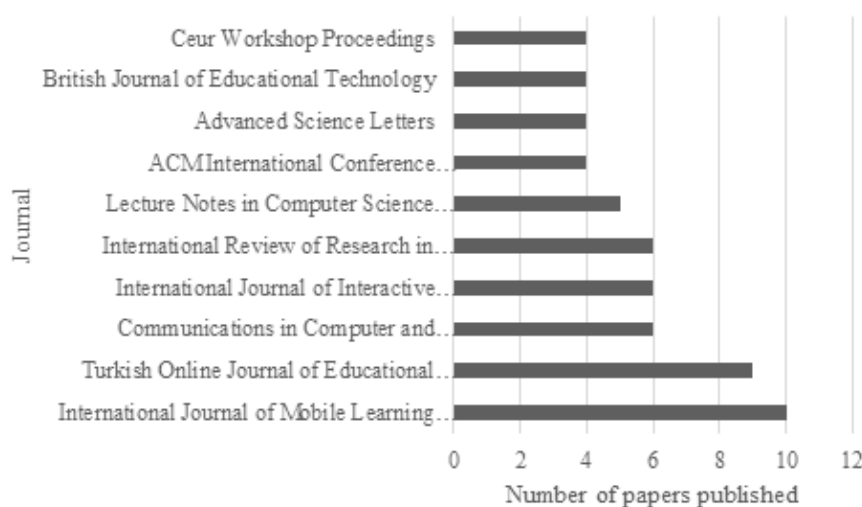 Ceur Workshop Proceedings
British Journal of Educational Technology
Advanced Science Letters
ACM International Conference…
Lecture Notes in Computer Science…
International Review of Research in…
International Journal of Interactive…
Communications in Computer and…
Turkish Online Journal of Educational…
International Journal of Mobile Learning…
Journal
0 2 4 6 8 10 12
Number of papers published